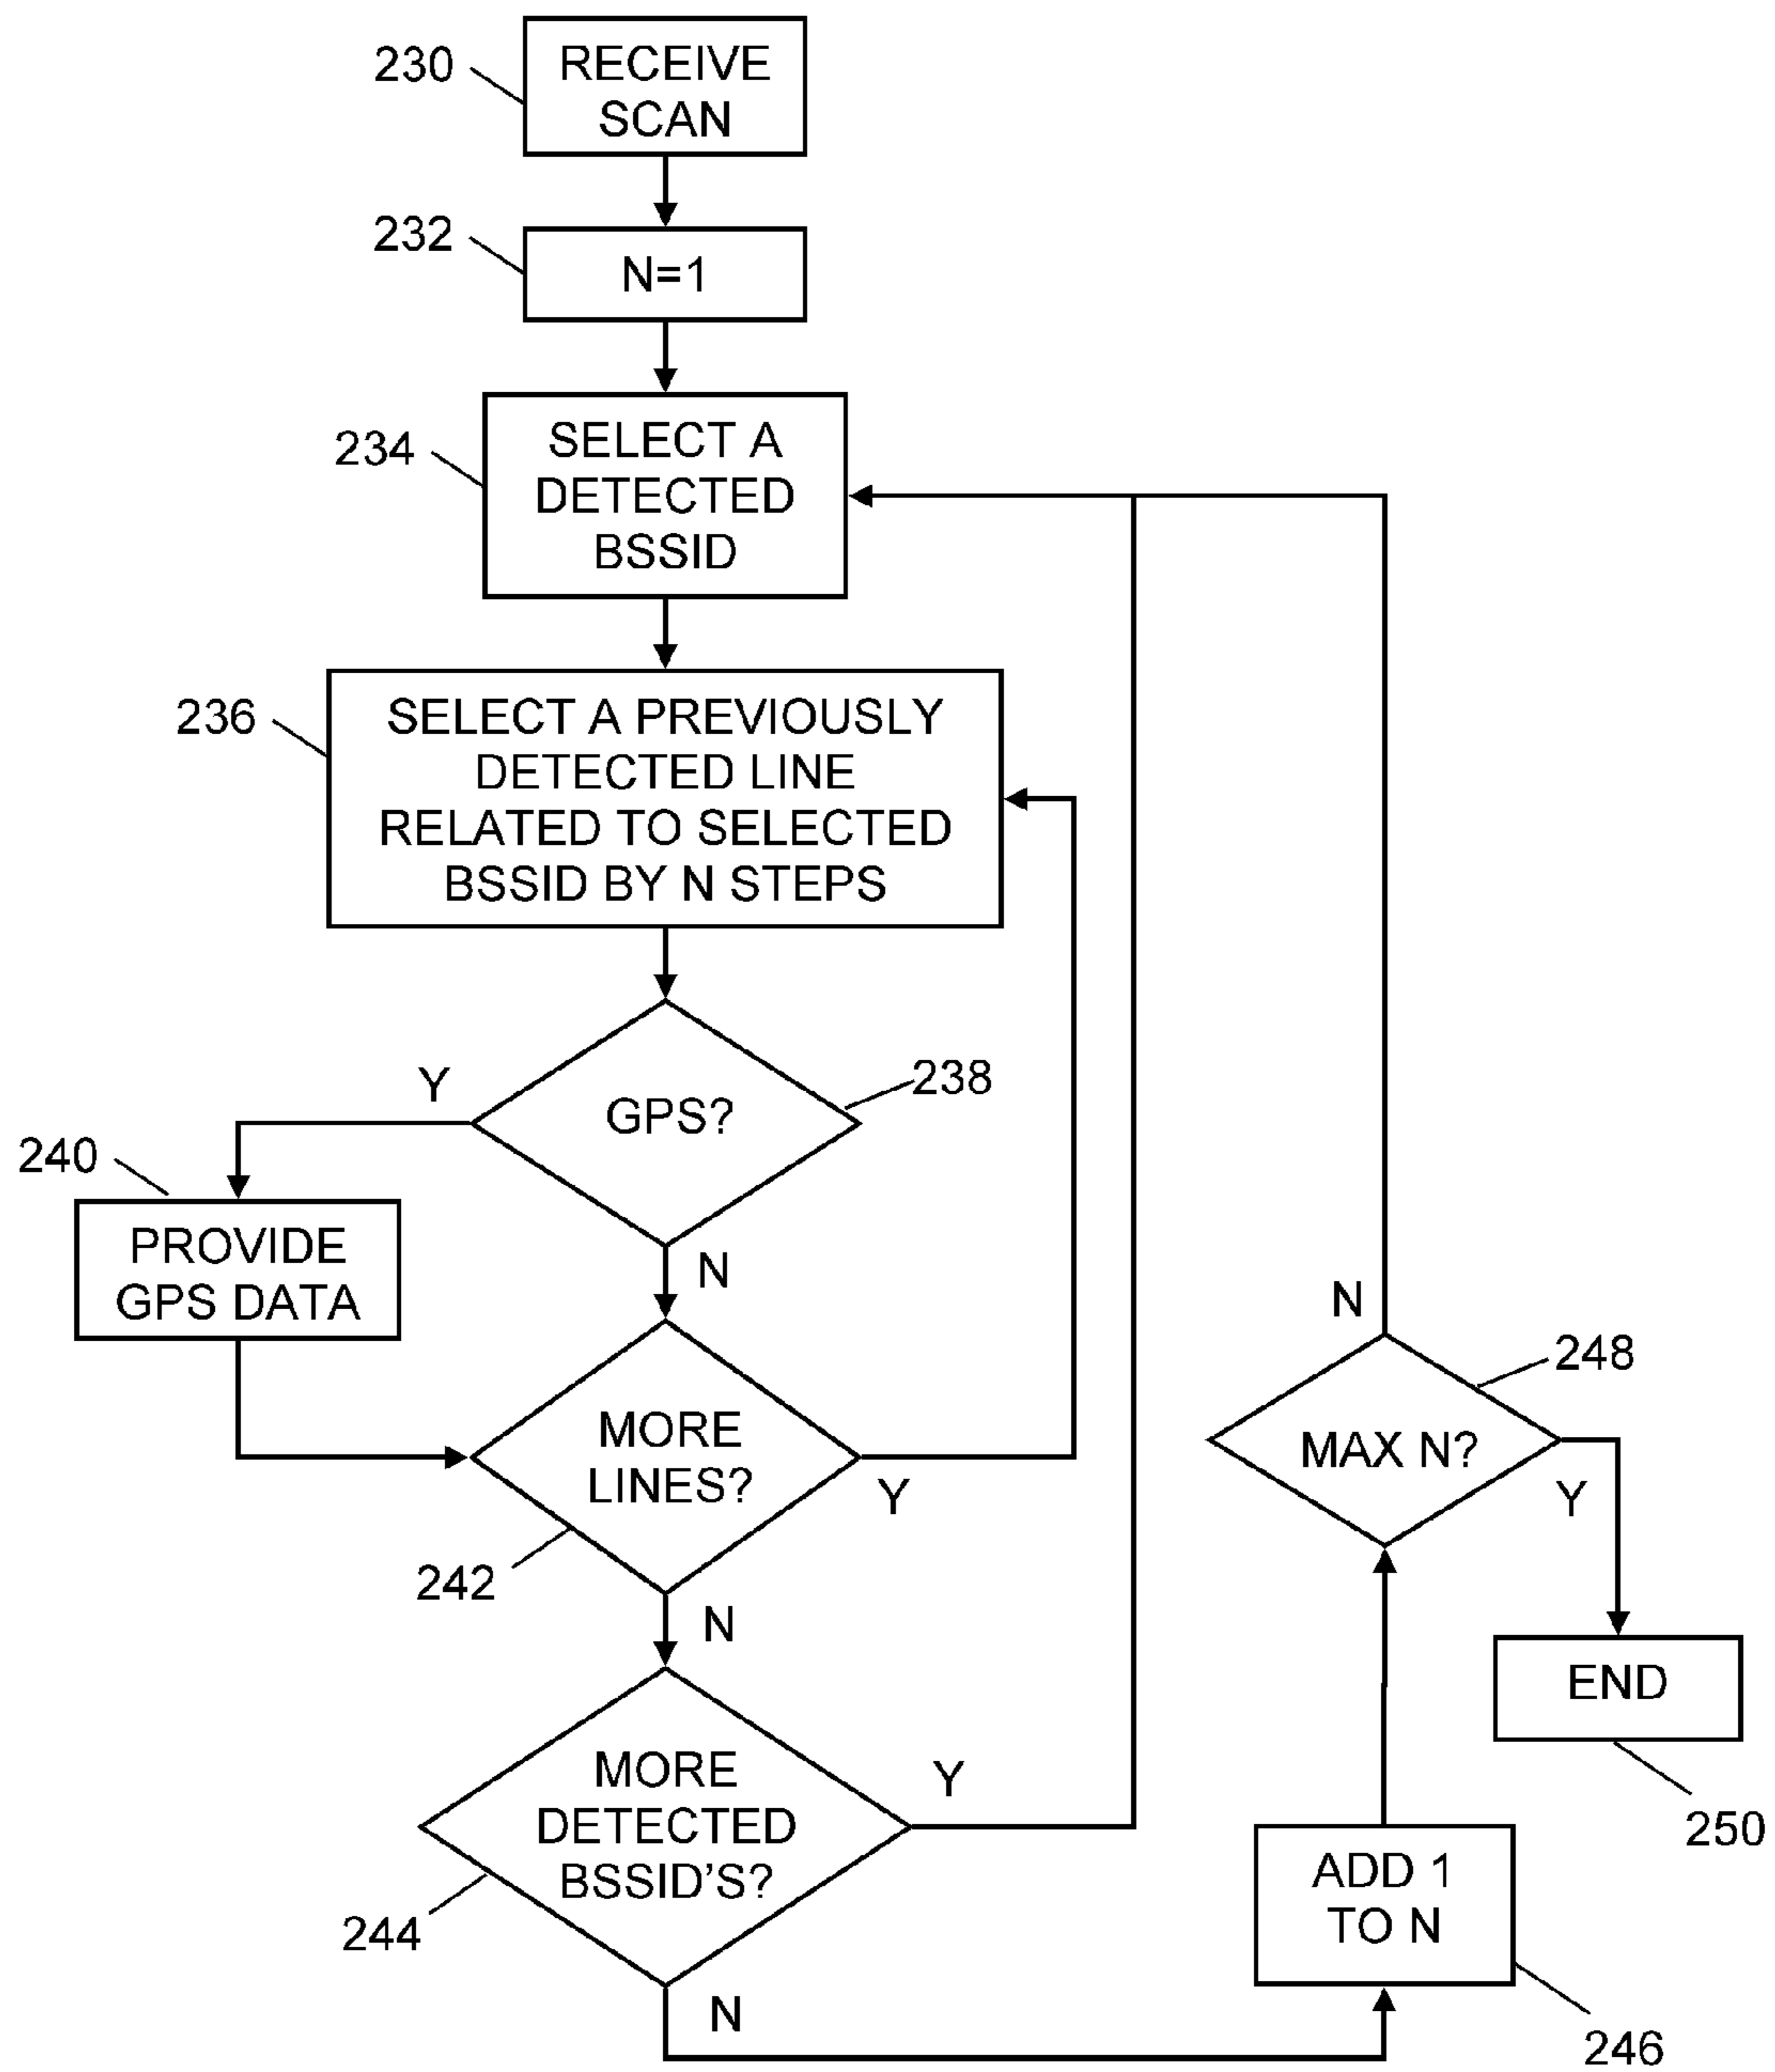 230
RECEIVE
SCAN
232
N=1
234
SELECT A
DETECTED
BSSID
236
SELECT A PREVIOUSLY
DETECTED LINE
RELATED TO SELECTED
BSSID BY N STEPS
Y
GPS?
238
240
PROVIDE
GPS DATA
N
MORE
LINES?
Y
242
N
MORE
DETECTED
BSSID'S?
Y
244
N
ADD 1
TO N
246
N
248
MAX N?
Y
END
250